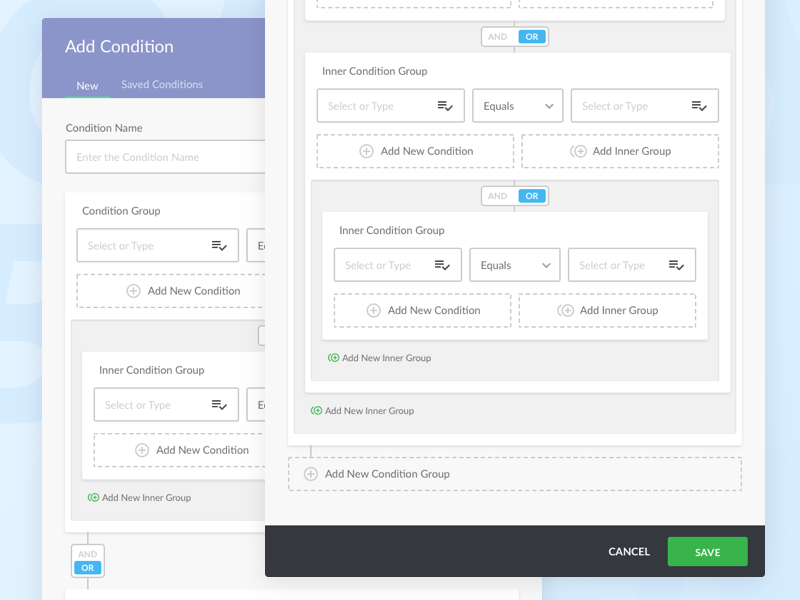 Add Condition
New
Saved Conditions
Condition Name
Enter the Condition Name
Condition Group
Select or Type
Add New Condition
Inner Condition Group
Select or Type
Add New Condition
Add New Inner Group
AND
OR
AND OR
Inner Condition Group
Select or Type Equals Select or Type
Add New Condition Add Inner Group
AND OR
Inner Condition Group
Select or Type Equals Select or Type
Add New Condition Add Inner Group
Add New Inner Group
Add New Inner Group
Add New Condition Group
CANCEL SAVE